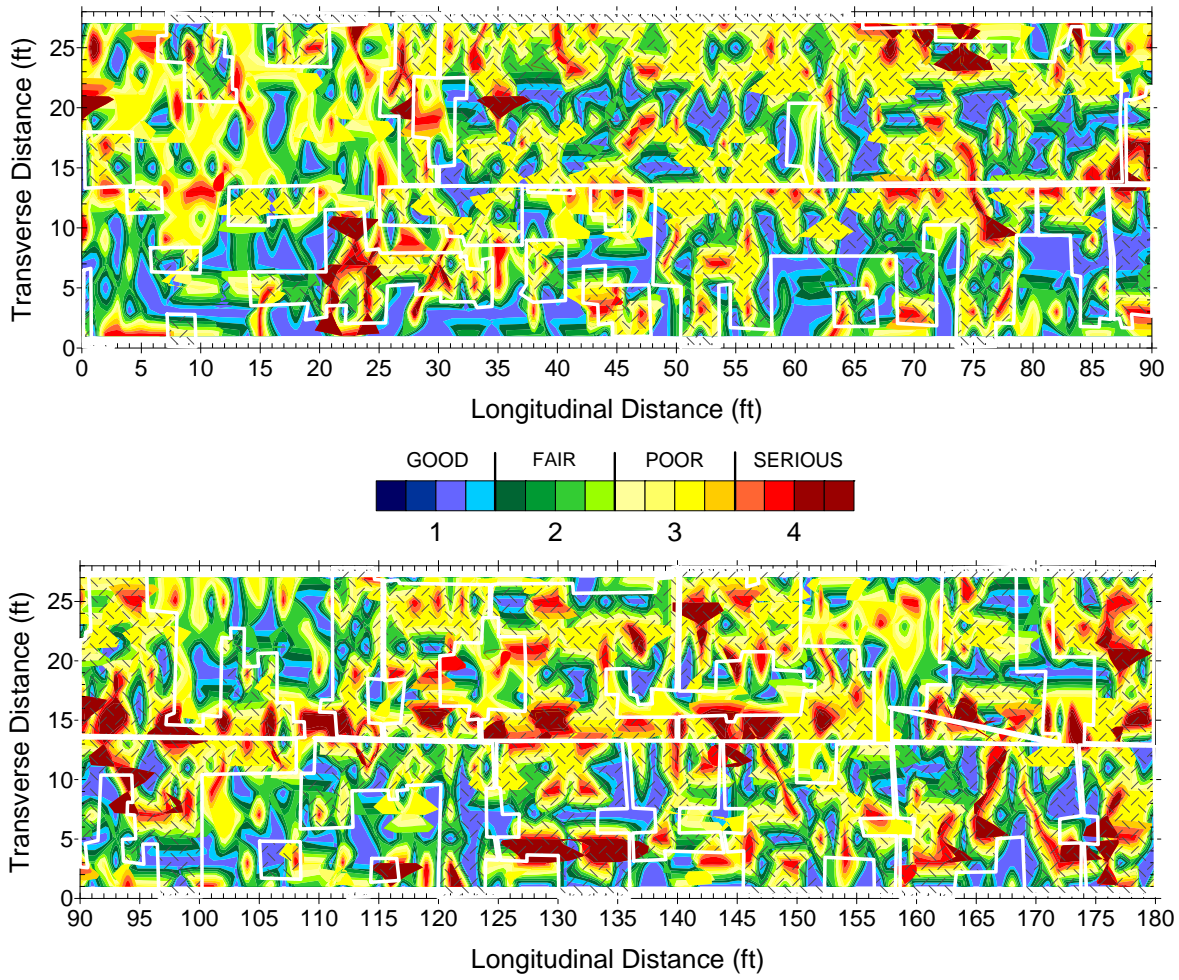 Transverse Distance (ft)
25
20
15
10
5
0
0 5 10 15 20 25 30 35 40 45 50 55 60 65 70 75 80 85 90
Longitudinal Distance (ft)
GOOD FAIR POOR SERIOUS
1 2 3 4
Transverse Distance (ft)
25
20
15
10
5
0
90 95 100 105 110 115 120 125 130 135 140 145 150 155 160 165 170 175 180
Longitudinal Distance (ft)